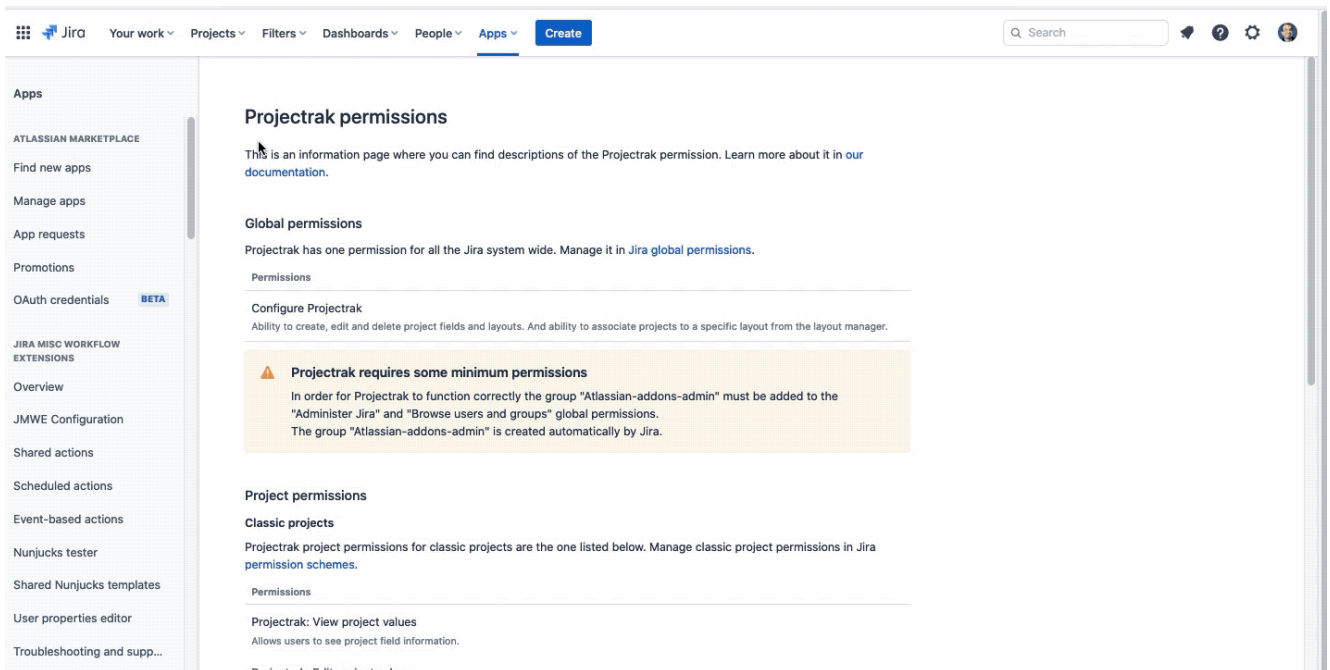 Jira
Your work
Projects
Filters
Dashboards
People
Apps
Create
Search
Apps
ATLASSIAN MARKETPLACE
Find new apps
Manage apps
App requests
Promotions
OAuth credentials BETA
JIRA MISC WORKFLOW
EXTENSIONS
Overview
JMWE Configuration
Shared actions
Scheduled actions
Event-based actions
Nunjucks tester
Shared Nunjucks templates
User properties editor
Troubleshooting and supp...
Projectrak permissions
This is an information page where you can find descriptions of the Projectrak permission. Learn more about it in our
documentation.
Global permissions
Projectrak has one permission for all the Jira system wide. Manage it in Jira global permissions.
Permissions
Configure Projectrak
Ability to create, edit and delete project fields and layouts. And ability to associate projects to a specific layout from the layout manager.
Projectrak requires some minimum permissions
In order for Projectrak to function correctly the group "Atlassian-addons-admin" must be added to the
"Administer Jira" and "Browse users and groups" global permissions.
The group "Atlassian-addons-admin" is created automatically by Jira.
Project permissions
Classic projects
Projectrak project permissions for classic projects are the one listed below. Manage classic project permissions in Jira
permission schemes.
Permissions
Projectrak: View project values
Allows users to see project field information.